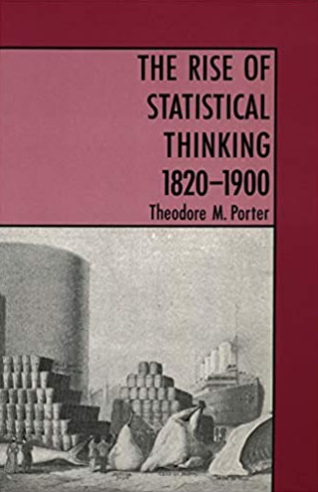 THE RISE OF
STATISTICAL
THINKING
1820–1900
Theodore M. Porter